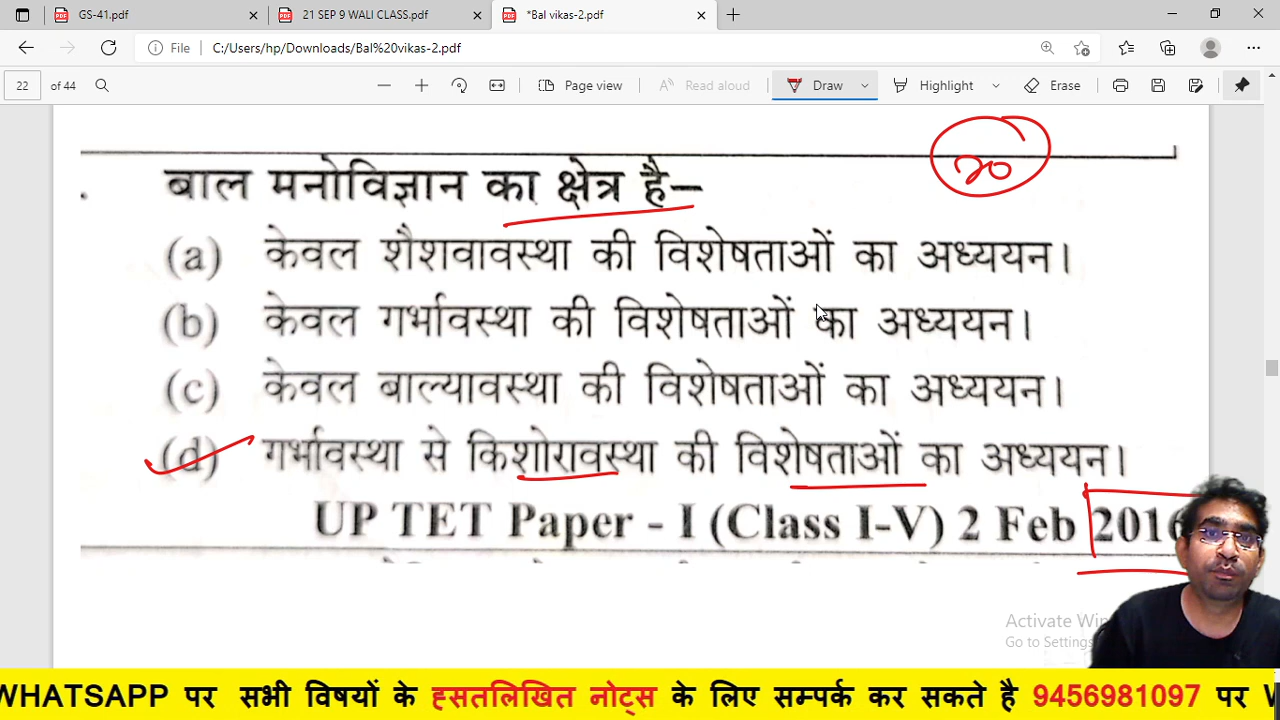 GS-41.pdf
21 SEP 9 WALI CLASS.pdf
*Bal vikas-2.pdf
File
C:/Users/hp/Downloads/Bal%20vikas-2.pdf
22 of 44
Page view
Read aloud
Draw
Highlight
Erase
20
बाल मनोविज्ञान का क्षेत्र है–
(a) केवल शैशवावस्था की विशेषताओं का अध्ययन।
(b) केवल गर्भावस्था की विशेषताओं का अध्ययन।
(c) केवल बाल्यावस्था की विशेषताओं का अध्ययन।
(d) गर्भावस्था से किशोरावस्था की विशेषताओं का अध्ययन।
UP TET Paper - I (Class I-V) 2 Feb 2016
Activate
Go to Settings
WHATSAPP पर सभी विषयों के ह्सतलिखित नोट्स के लिए सम्पर्क कर सकते है 9456981097 पर